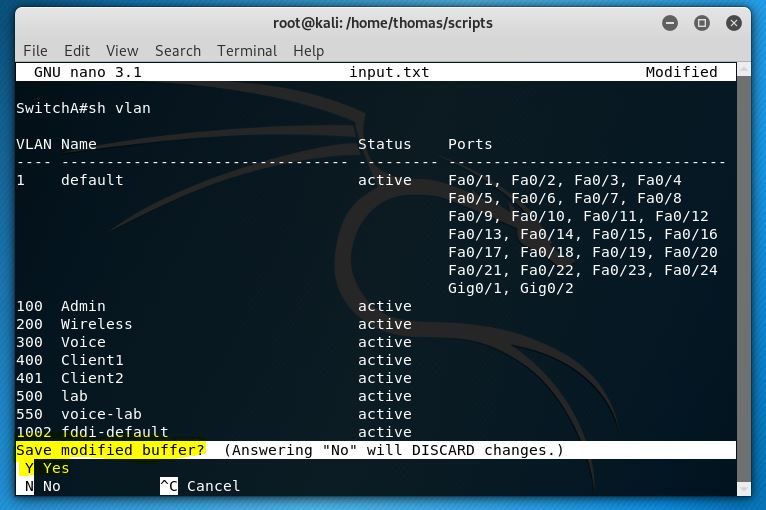 root@kali: /home/thomas/scripts
File Edit View Search Terminal Help
GNU nano 3.1 input.txt Modified
SwitchA#sh vlan
VLAN Name Status Ports
---- -------------------------------- --------- -------------------------------
1 default active Fa0/1, Fa0/2, Fa0/3, Fa0/4
Fa0/5, Fa0/6, Fa0/7, Fa0/8
Fa0/9, Fa0/10, Fa0/11, Fa0/12
Fa0/13, Fa0/14, Fa0/15, Fa0/16
Fa0/17, Fa0/18, Fa0/19, Fa0/20
Fa0/21, Fa0/22, Fa0/23, Fa0/24
Gig0/1, Gig0/2
100 Admin active
200 Wireless active
300 Voice active
400 Client1 active
401 Client2 active
500 lab active
550 voice-lab active
1002 fddi-default active
Save modified buffer? (Answering "No" will DISCARD changes.)
Y Yes
N No ^C Cancel